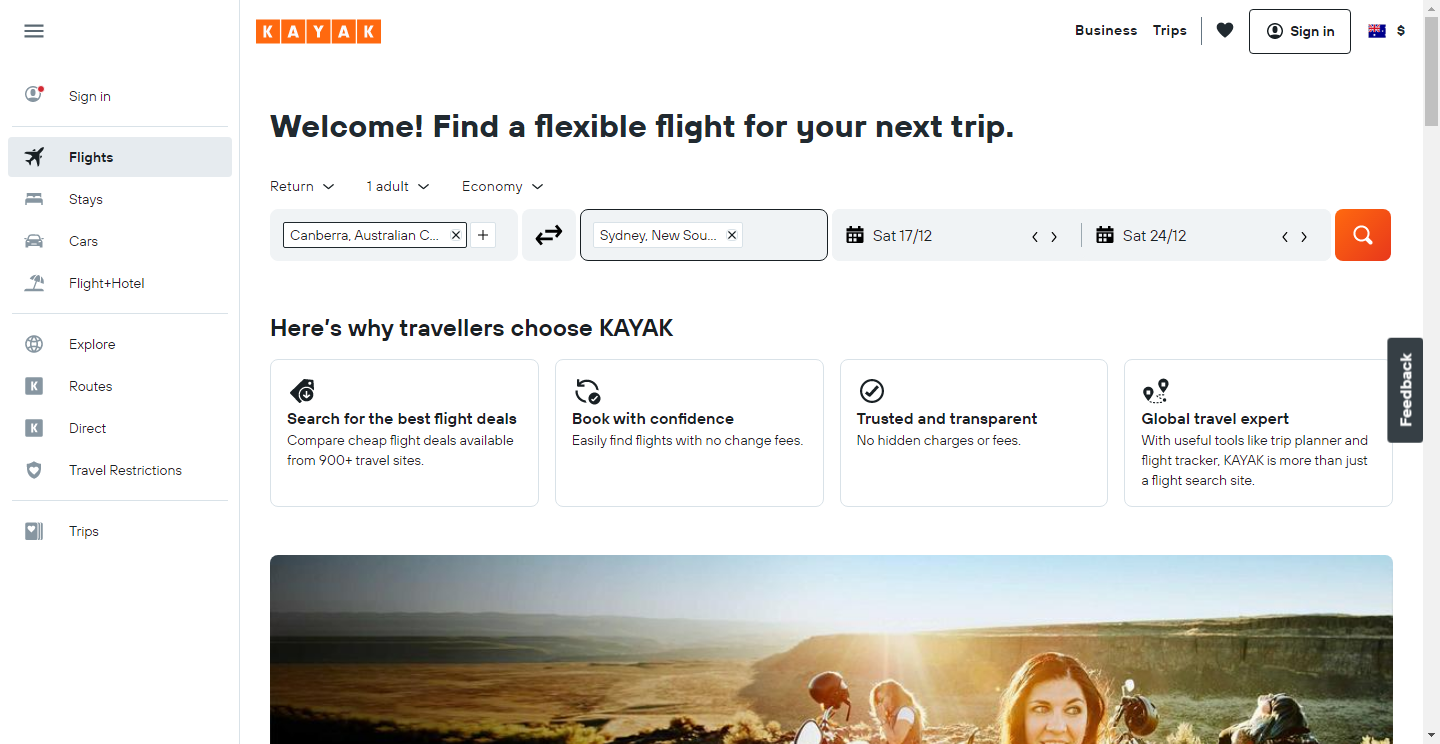 KAYAK
Business
Trips
Sign in
$
Sign in
Flights
Stays
Cars
Flight+Hotel
Explore
K Routes
K Direct
Travel Restrictions
Trips
Welcome! Find a flexible flight for your next trip.
Return
1 adult
Economy
Canberra, Australian C...
Sydney, New Sou...
Sat 17/12
Sat 24/12
Here's why travellers choose KAYAK
Search for the best flight deals
Compare cheap flight deals available
from 900+ travel sites.
Book with confidence
Easily find flights with no change fees.
Trusted and transparent
No hidden charges or fees.
Global travel expert
With useful tools like trip planner and
flight tracker, KAYAK is more than just
a flight search site.
Feedback